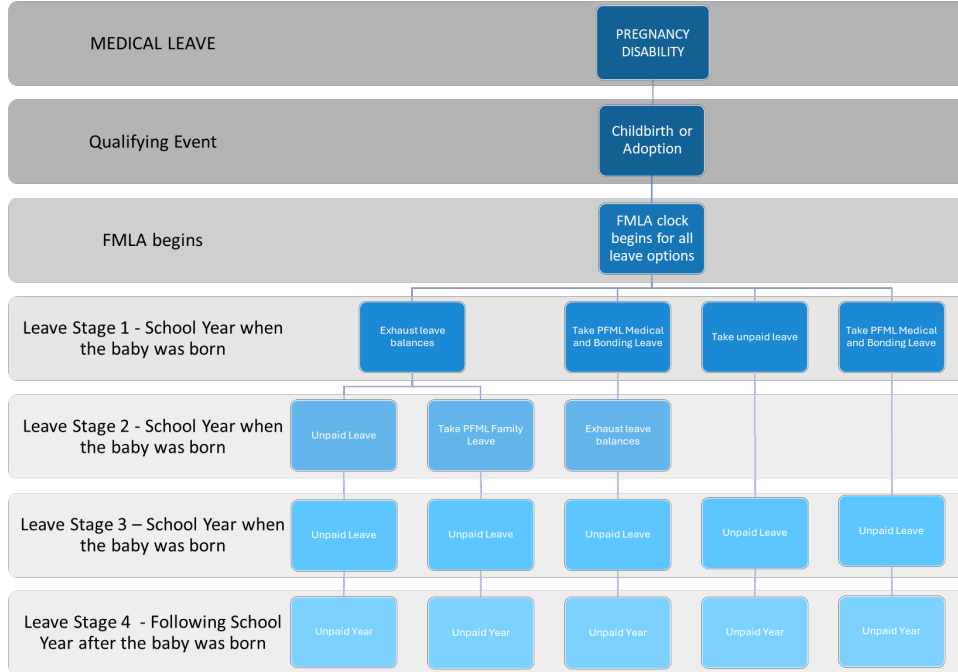 MEDICAL LEAVE
PREGNANCY
DISABILITY
Qualifying Event
Childbirth or
Adoption
FMLA begins
FMLA clock
begins for all
leave options
Leave Stage 1 - School Year when
the baby was born
Exhaust leave
balances
Take PFML Medical
and Bonding Leave
Take unpaid leave
Take PFML Medical
and Bonding Leave
Leave Stage 2 - School Year when
the baby was born
Unpaid Leave
Take PFML Family
Leave
Exhaust leave
balances
Leave Stage 3 – School Year when
the baby was born
Unpaid Leave
Unpaid Leave
Unpaid Leave
Unpaid Leave
Unpaid Leave
Leave Stage 4 - Following School
Year after the baby was born
Unpaid Year
Unpaid Year
Unpaid Year
Unpaid Year
Unpaid Year